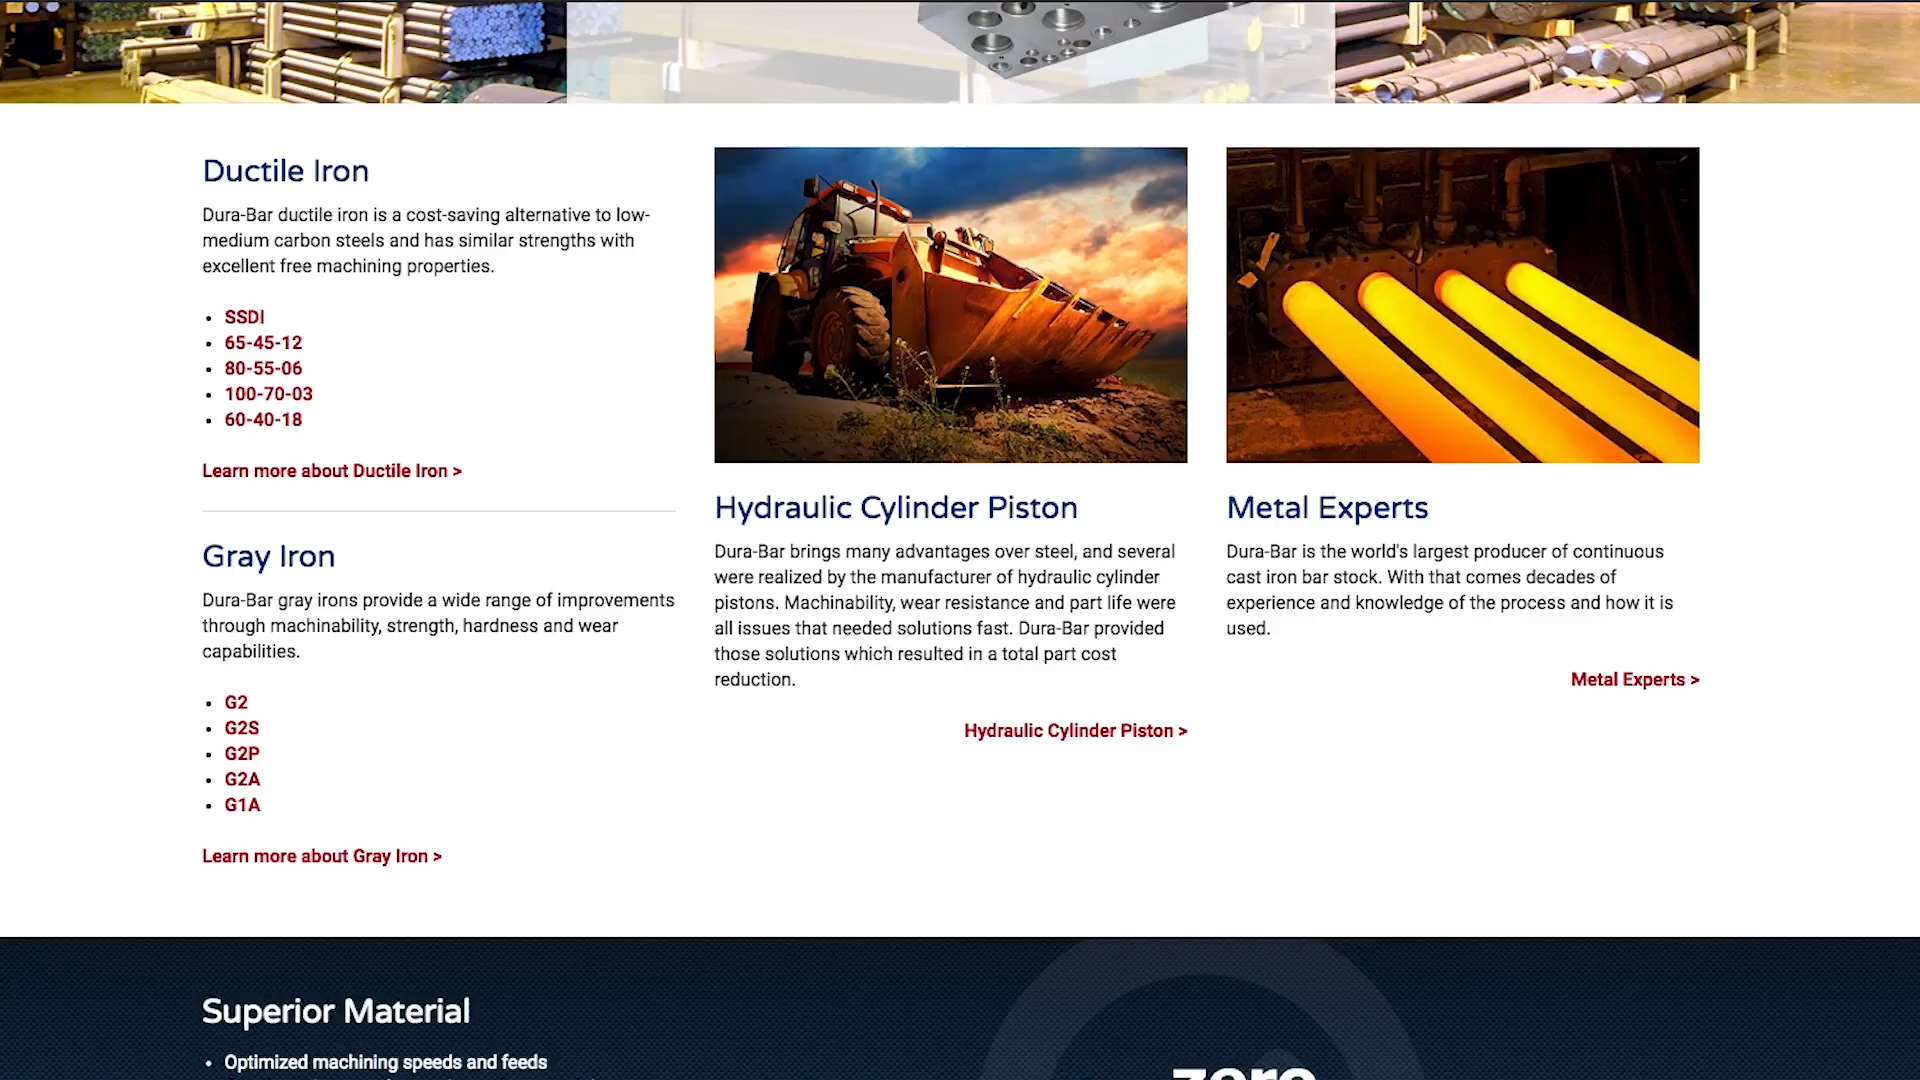 Ductile Iron
Dura-Bar ductile iron is a cost-saving alternative to low-
medium carbon steels and has similar strengths with
excellent free machining properties.
• SSDI
• 65-45-12
• 80-55-06
• 100-70-03
• 60-40-18
Learn more about Ductile Iron >
Gray Iron
Dura-Bar gray irons provide a wide range of improvements
through machinability, strength, hardness and wear
capabilities.
• G2
• G2S
• G2P
• G2A
• G1A
Learn more about Gray Iron >
Hydraulic Cylinder Piston
Dura-Bar brings many advantages over steel, and several
were realized by the manufacturer of hydraulic cylinder
pistons. Machinability, wear resistance and part life were
all issues that needed solutions fast. Dura-Bar provided
those solutions which resulted in a total part cost
reduction.
Hydraulic Cylinder Piston >
Metal Experts
Dura-Bar is the world's largest producer of continuous
cast iron bar stock. With that comes decades of
experience and knowledge of the process and how it is
used.
Metal Experts >
Superior Material
• Optimized machining speeds and feeds
zero